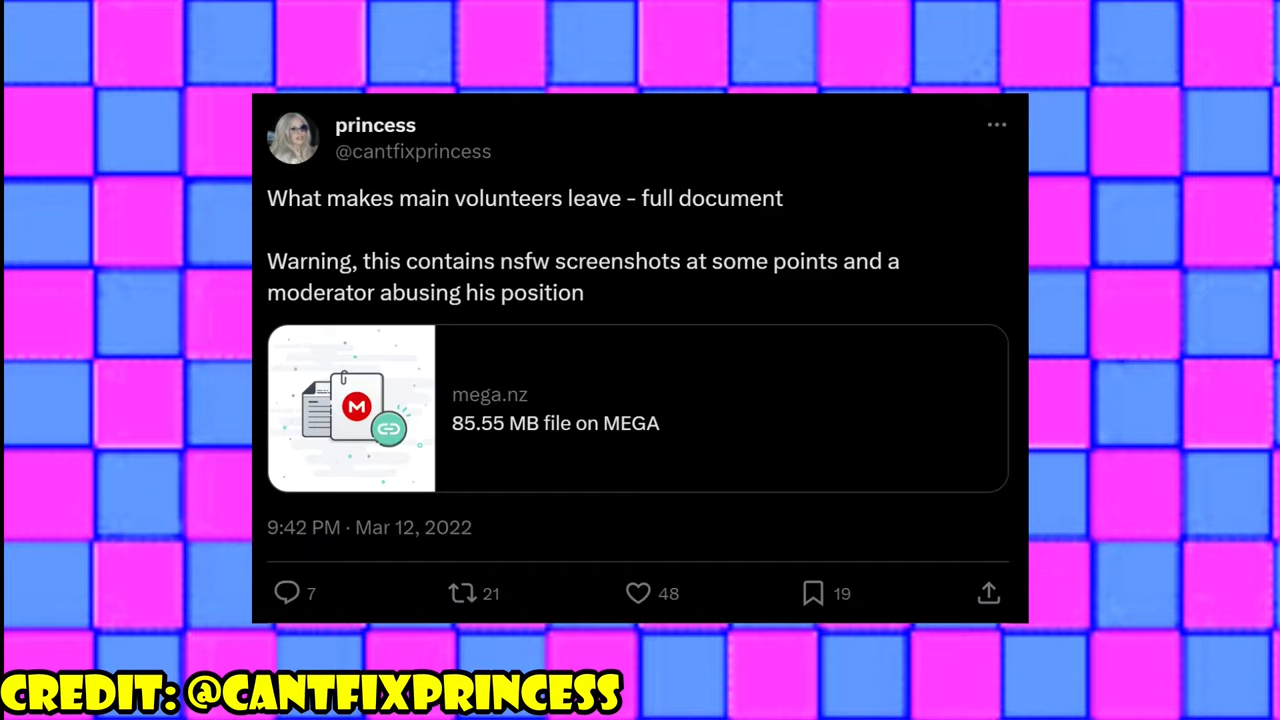 princess
@cantfixprincess
What makes main volunteers leave - full document
Warning, this contains nsfw screenshots at some points and a
moderator abusing his position
M
mega.nz
85.55 MB file on MEGA
9:42 PM · Mar 12, 2022
7 21 48 19
CREDIT: @CANTFIXPRINCESS